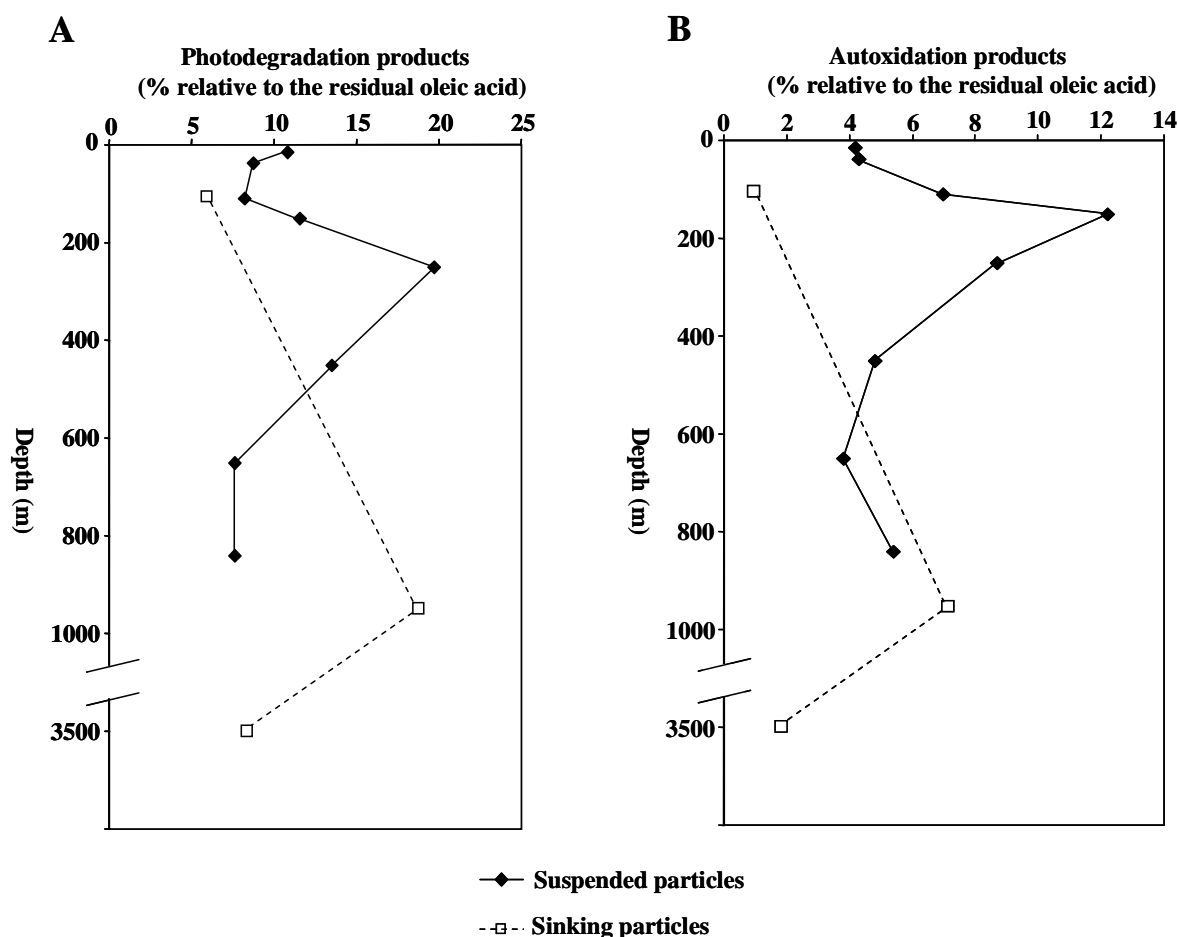 A
Photodegradation products
(% relative to the residual oleic acid)
0 5 10 15 20 25
0
200
400
600
800
1000
3500
Depth (m)
B
Autoxidation products
(% relative to the residual oleic acid)
0 2 4 6 8 10 12 14
0
200
400
600
800
1000
3500
Depth (m)
Suspended particles
Sinking particles